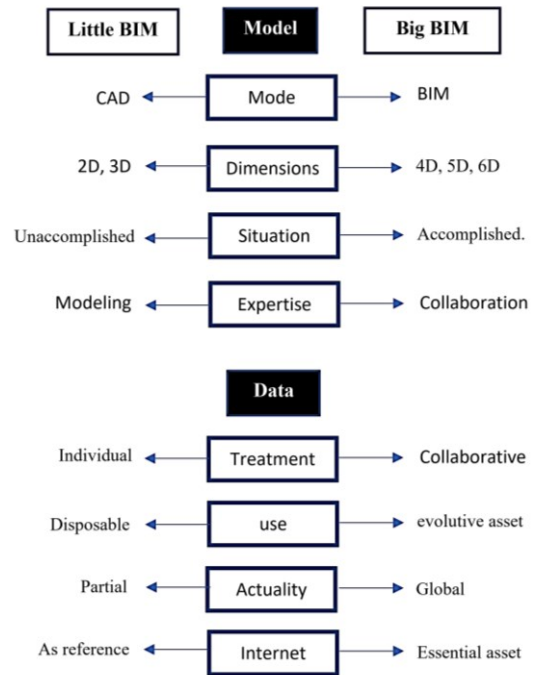 Little BIM Model Big BIM
CAD Mode BIM
2D, 3D Dimensions 4D, 5D, 6D
Unaccomplished Situation Accomplished.
Modeling Expertise Collaboration
Data
Individual Treatment Collaborative
Disposable use evolutive asset
Partial Actuality Global
As reference Internet Essential asset